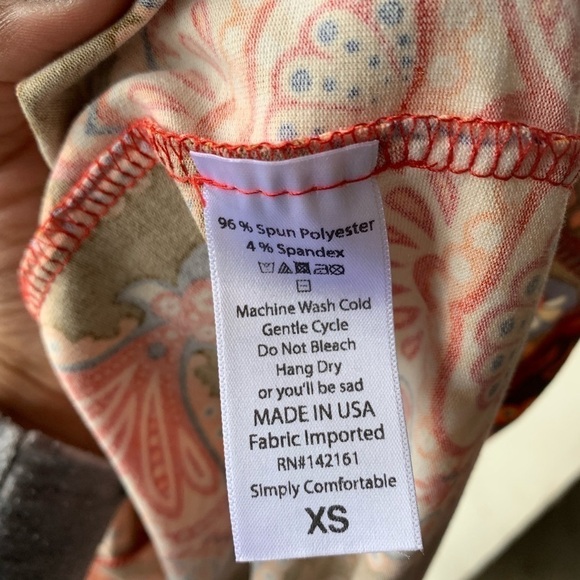 96 % Spun Polyester
4 % Spandex
Machine Wash Cold
Gentle Cycle
Do Not Bleach
Hang Dry
or you'll be sad
MADE IN USA
Fabric Imported
RN#142161
Simply Comfortable
XS